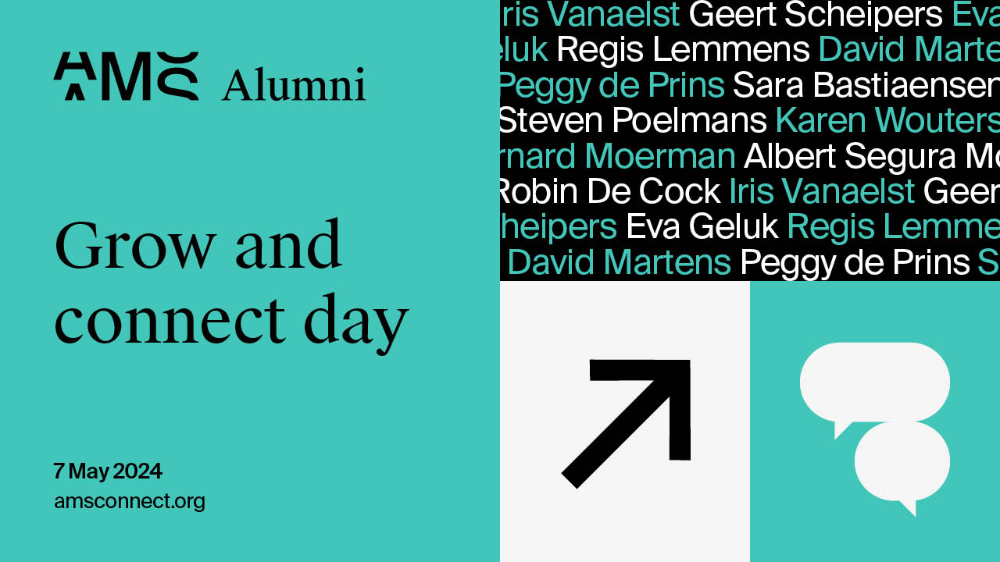 AMS Alumni
Grow and
connect day
7 May 2024
amsconnect.org
ris Vanaelst Geert Scheipers Eva
eluk Regis Lemmens David Marte
Peggy de Prins Sara Bastiaensen
Steven Poelmans Karen Wouters
rnard Moerman Albert Segura Mo
Robin De Cock Iris Vanaelst Geer
heipers Eva Geluk Regis Lemme
David Martens Peggy de Prins S